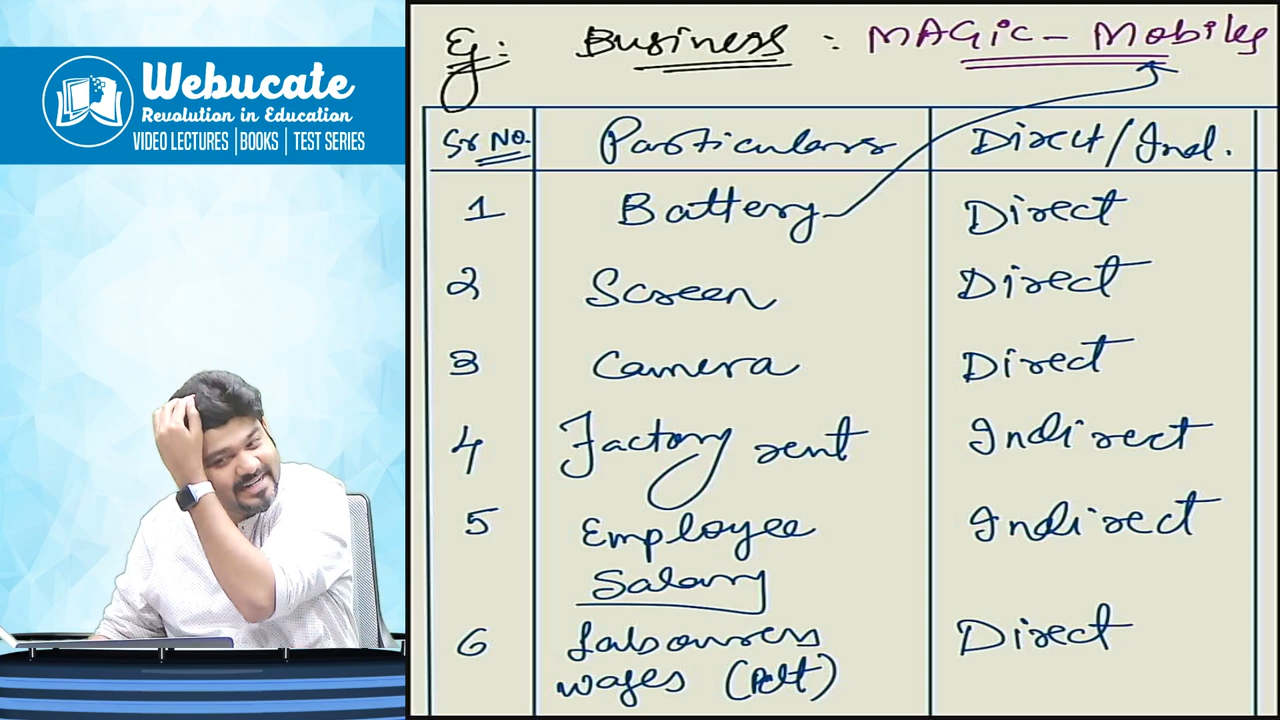 Webucate
Revolution in Education
VIDEO LECTURES | BOOKS | TEST SERIES
Eg: Business : MAGic - Mobiles
Sr No. Particulars Direct/Ind.
1 Battery Direct
2 Screen Direct
3 Camera Direct
4 Factory rent Indirect
5 Employee Indirect
Salary
6 Labourers Direct
wages